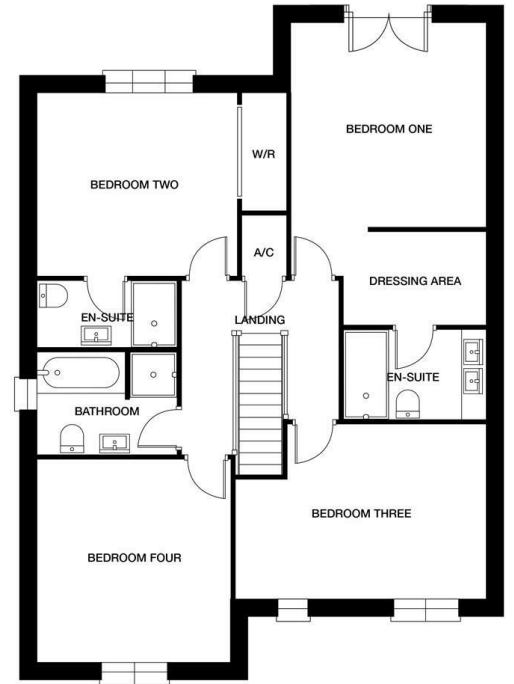 BEDROOM ONE
W/R
BEDROOM TWO
A/C
DRESSING AREA
EN-SUITE
LANDING
EN-SUITE
BATHROOM
BEDROOM THREE
BEDROOM FOUR